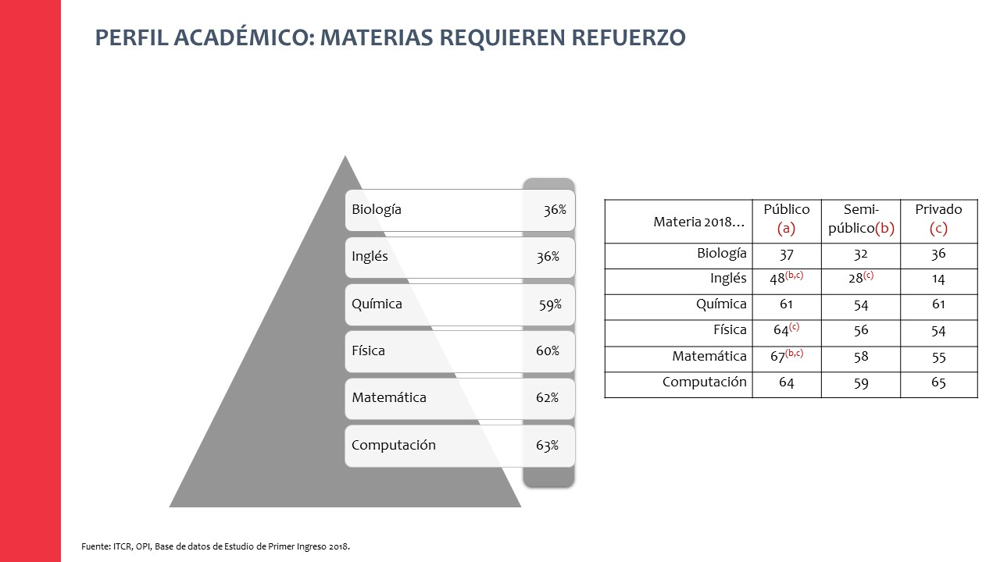 PERFIL ACADÉMICO: MATERIAS REQUIEREN REFUERZO
Biología 36%
Inglés 36%
Química 59%
Física 60%
Matemática 62%
Computación 63%
Materia 2018… Público (a) Semi-público(b) Privado (c)
Biología 37 32 36
Inglés 48(b,c) 28(c) 14
Química 61 54 61
Física 64(c) 56 54
Matemática 67(b,c) 58 55
Computación 64 59 65
Fuente: ITCR, OPI, Base de datos de Estudio de Primer Ingreso 2018.